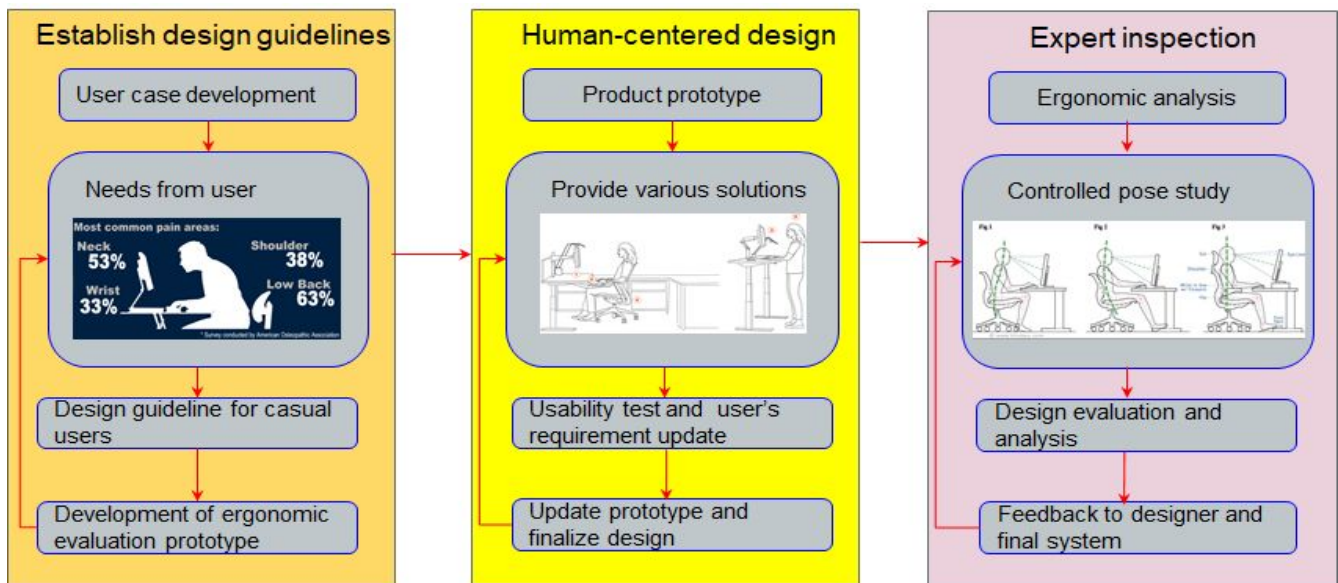 Establish design guidelines
User case development
Needs from user
Most common pain areas:
Neck
53%
Shoulder
38%
Wrist
33%
Low Back
63%
* Survey conducted by American Osteopathic Association
Design guideline for casual
users
Development of ergonomic
evaluation prototype
Human-centered design
Product prototype
Provide various solutions
Usability test and user's
requirement update
Update prototype and
finalize design
Expert inspection
Ergonomic analysis
Controlled pose study
Fig 1
Fig 2
Fig 3
Design evaluation and
analysis
Feedback to designer and
final system